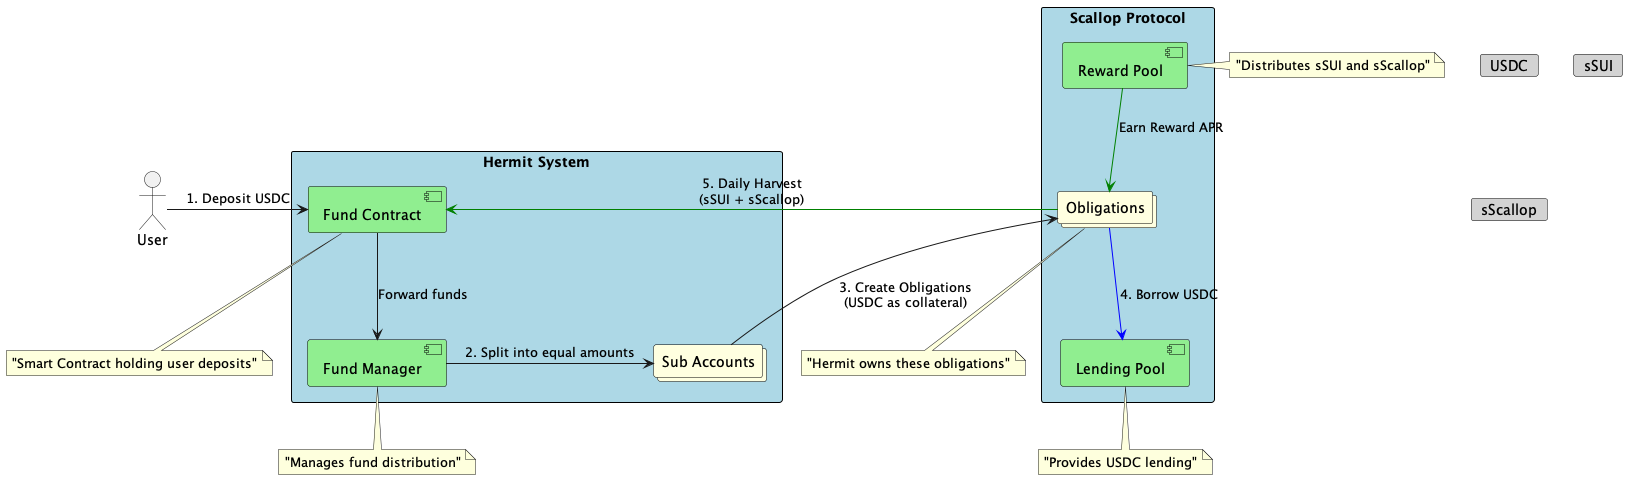 Scallop Protocol
Reward Pool
"Distributes sSUI and sScallop"
USDC
sSUI
Earn Reward APR
Hermit System
User
1. Deposit USDC
Fund Contract
5. Daily Harvest
(sSUI + sScallop)
Obligations
sScallop
Forward funds
3. Create Obligations
(USDC as collateral)
4. Borrow USDC
"Smart Contract holding user deposits"
Fund Manager
2. Split into equal amounts
Sub Accounts
"Hermit owns these obligations"
Lending Pool
"Manages fund distribution"
"Provides USDC lending"